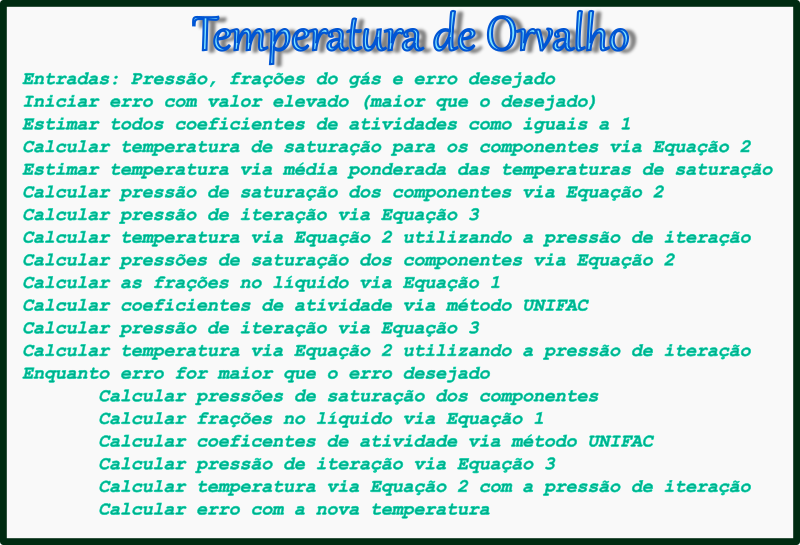 Temperatura de Orvalho
Entradas: Pressão, frações do gás e erro desejado
Iniciar erro com valor elevado (maior que o desejado)
Estimar todos coeficientes de atividades como iguais a 1
Calcular temperatura de saturação para os componentes via Equação 2
Estimar temperatura via média ponderada das temperaturas de saturação
Calcular pressão de saturação dos componentes via Equação 2
Calcular pressão de iteração via Equação 3
Calcular temperatura via Equação 2 utilizando a pressão de iteração
Calcular pressões de saturação dos componentes via Equação 2
Calcular as frações no líquido via Equação 1
Calcular coeficientes de atividade via método UNIFAC
Calcular pressão de iteração via Equação 3
Calcular temperatura via Equação 2 utilizando a pressão de iteração
Enquanto erro for maior que o erro desejado
Calcular pressões de saturação dos componentes
Calcular frações no líquido via Equação 1
Calcular coeficentes de atividade via método UNIFAC
Calcular pressão de iteração via Equação 3
Calcular temperatura via Equação 2 com a pressão de iteração
Calcular erro com a nova temperatura